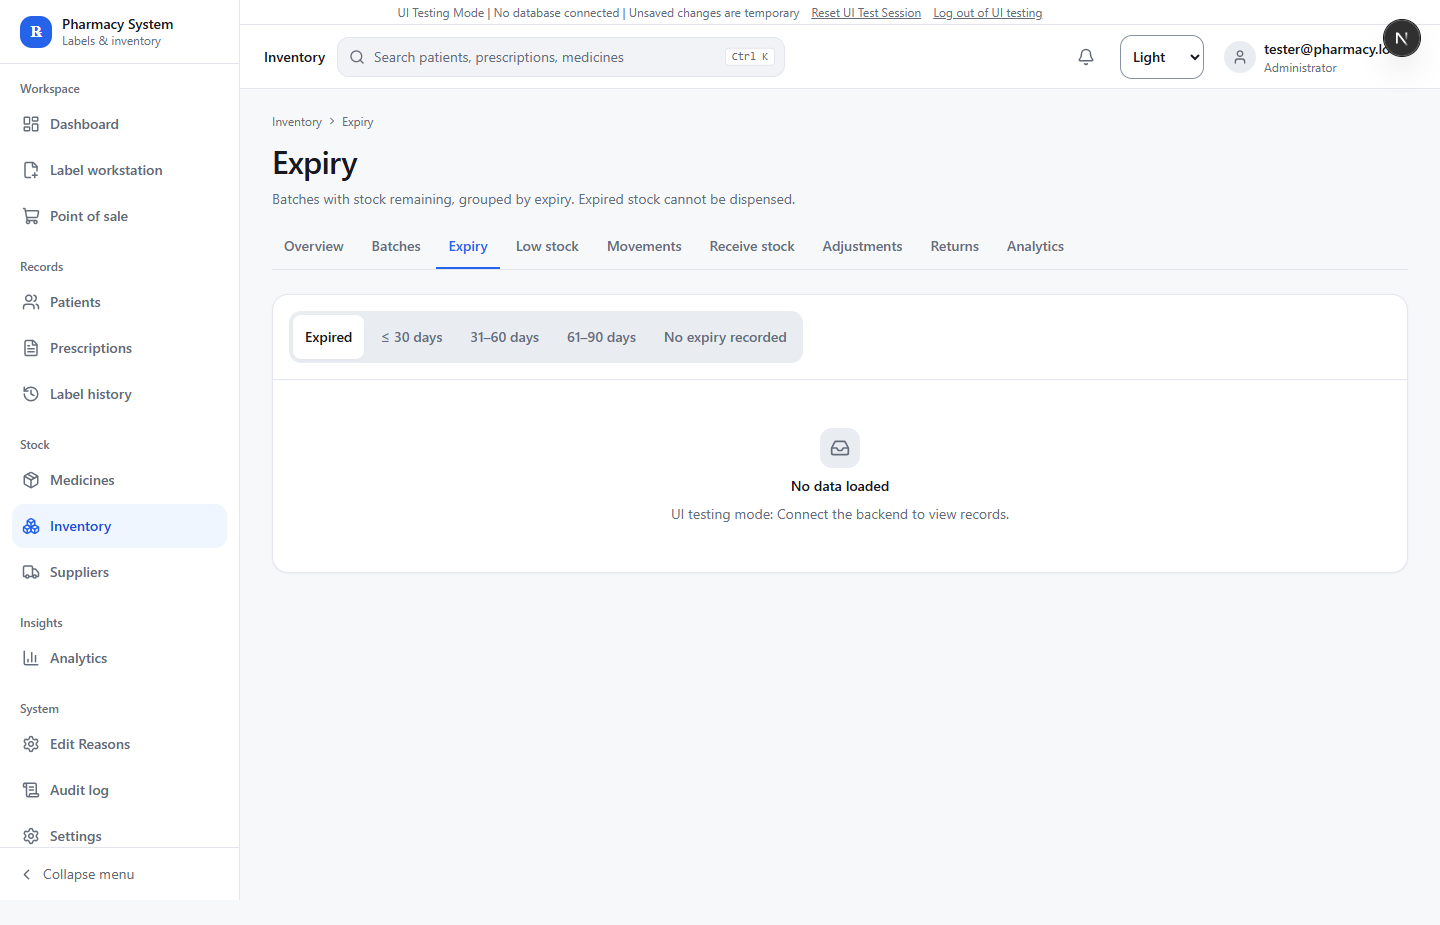 Pharmacy System
Labels & inventory
Workspace
Dashboard
Label workstation
Point of sale
Records
Patients
Prescriptions
Label history
Stock
Medicines
Inventory
Suppliers
Insights
Analytics
System
Edit Reasons
Audit log
Settings
Collapse menu
UI Testing Mode | No database connected | Unsaved changes are temporary Reset UI Test Session Log out of UI testing
Inventory
Search patients, prescriptions, medicines Ctrl K
Light
tester@pharmacy.lo
Administrator
N
Inventory > Expiry
Expiry
Batches with stock remaining, grouped by expiry. Expired stock cannot be dispensed.
Overview Batches Expiry Low stock Movements Receive stock Adjustments Returns Analytics
Expired ≤ 30 days 31–60 days 61–90 days No expiry recorded
No data loaded
UI testing mode: Connect the backend to view records.